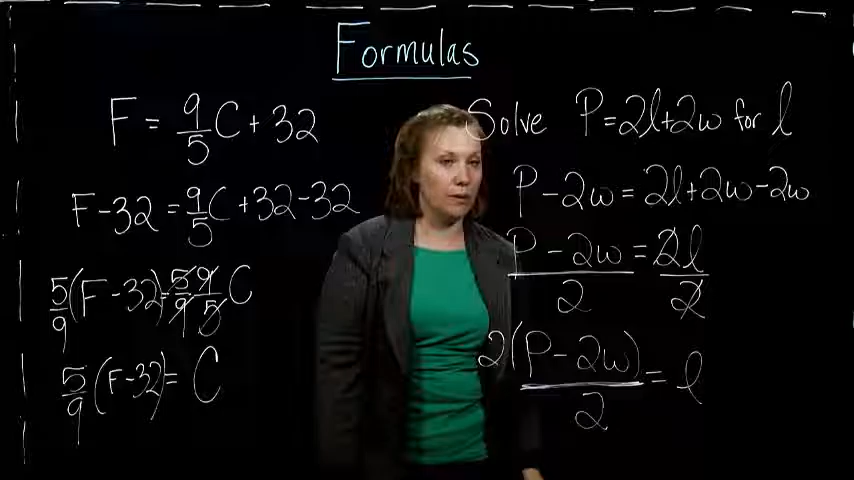 Formulas
F = 9/5 C + 32
F - 32 = 9/5 C + 32 - 32
5/9 (F - 32) = 5/9 9/5 C
5/9 (F - 32) = C
Solve P = 2l + 2w for l
P - 2w = 2l + 2w - 2w
P - 2w / 2 = 2l / 2
2(P - 2w) / 2 = l